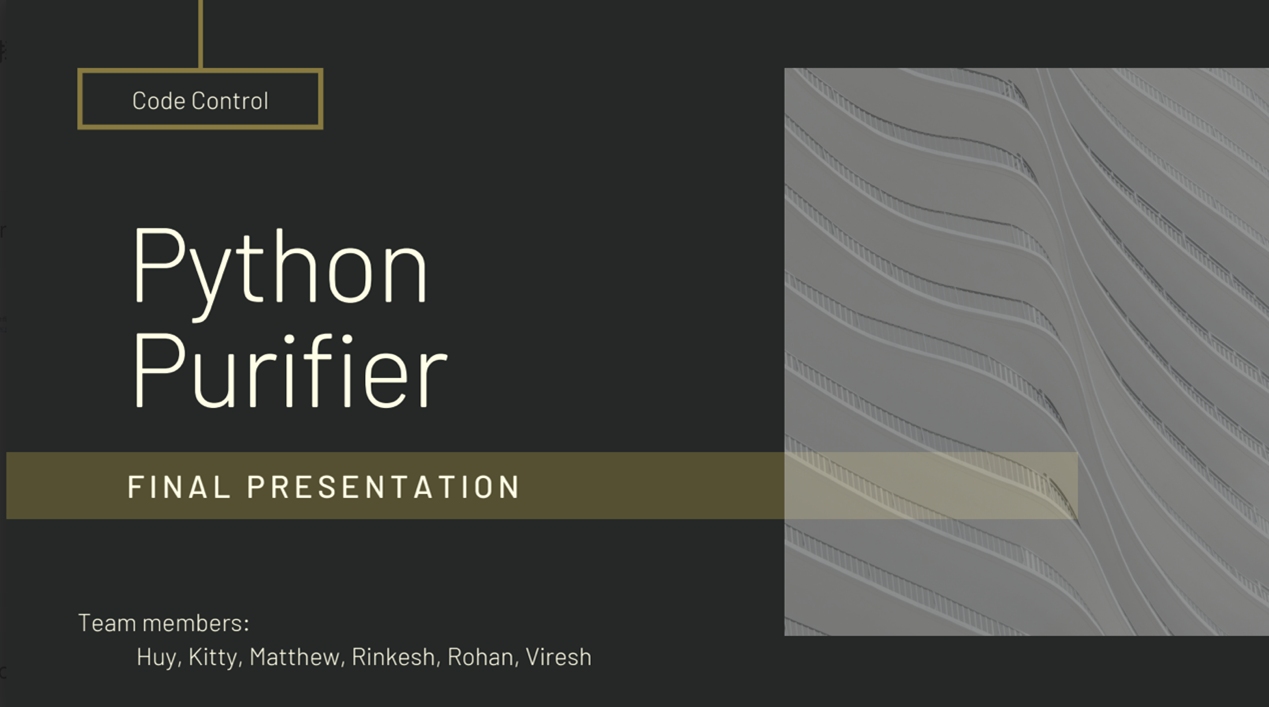 Code Control
Python
Purifier
FINAL PRESENTATION
Team members:
Huy, Kitty, Matthew, Rinkesh, Rohan, Viresh